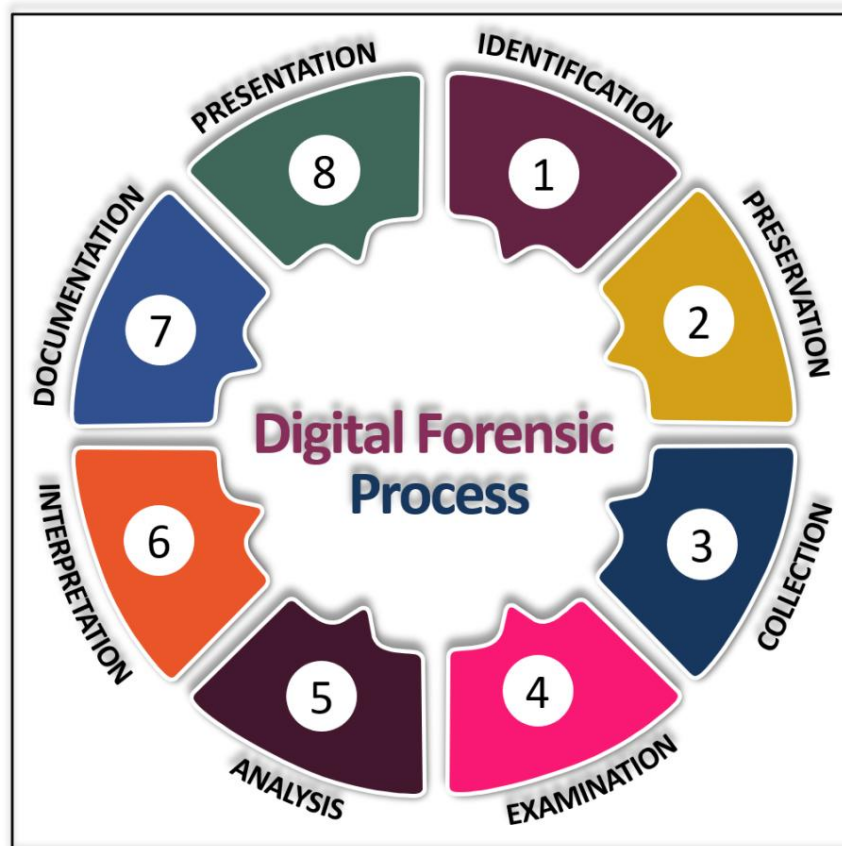 IDENTIFICATION
1
PRESERVATION
2
COLLECTION
3
EXAMINATION
4
ANALYSIS
5
INTERPRETATION
6
DOCUMENTATION
7
PRESENTATION
8
Digital Forensic
Process